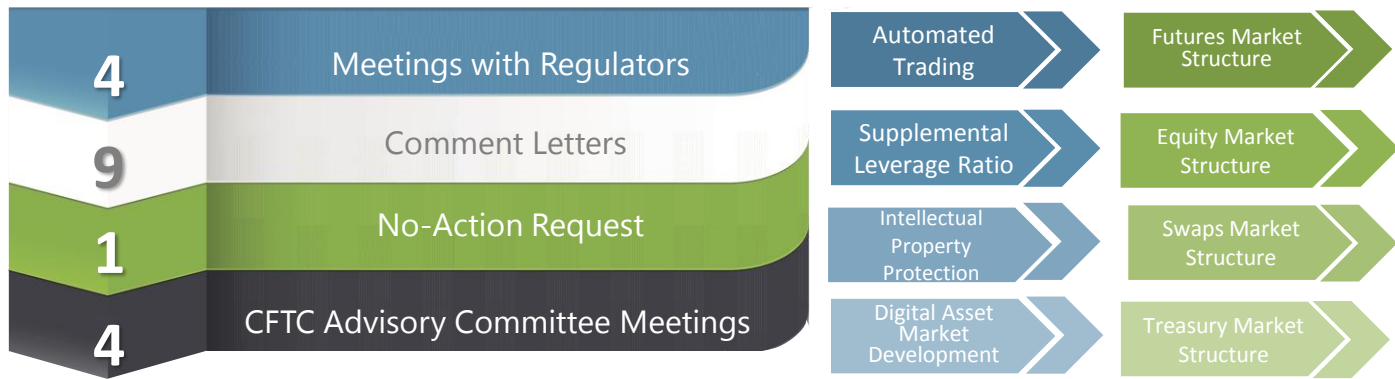 4
Meetings with Regulators
9
Comment Letters
1
No-Action Request
4
CFTC Advisory Committee Meetings
Automated
Trading
Supplemental
Leverage Ratio
Intellectual
Property
Protection
Digital Asset
Market
Development
Futures Market
Structure
Equity Market
Structure
Swaps Market
Structure
Treasury Market
Structure